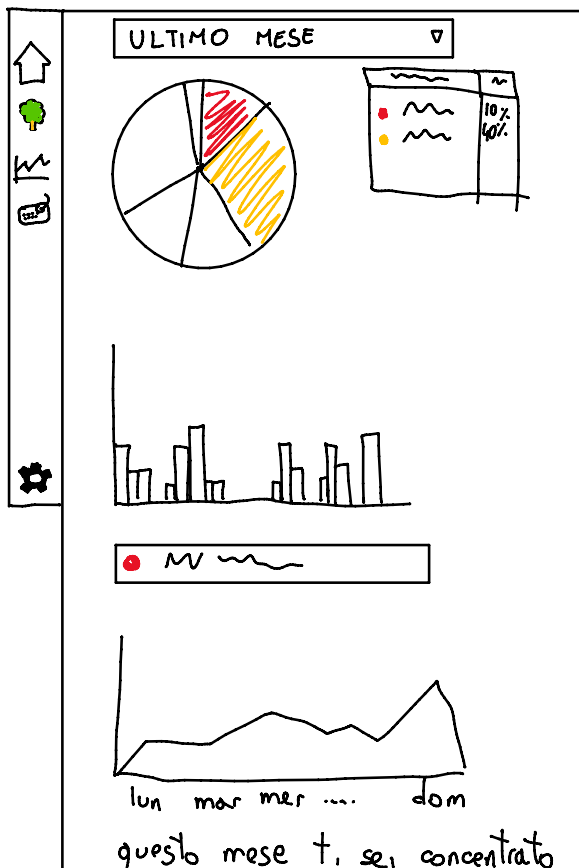 ULTIMO MESE
10%
40%
lun mar mer .... dom
questo mese ti sei concentrato